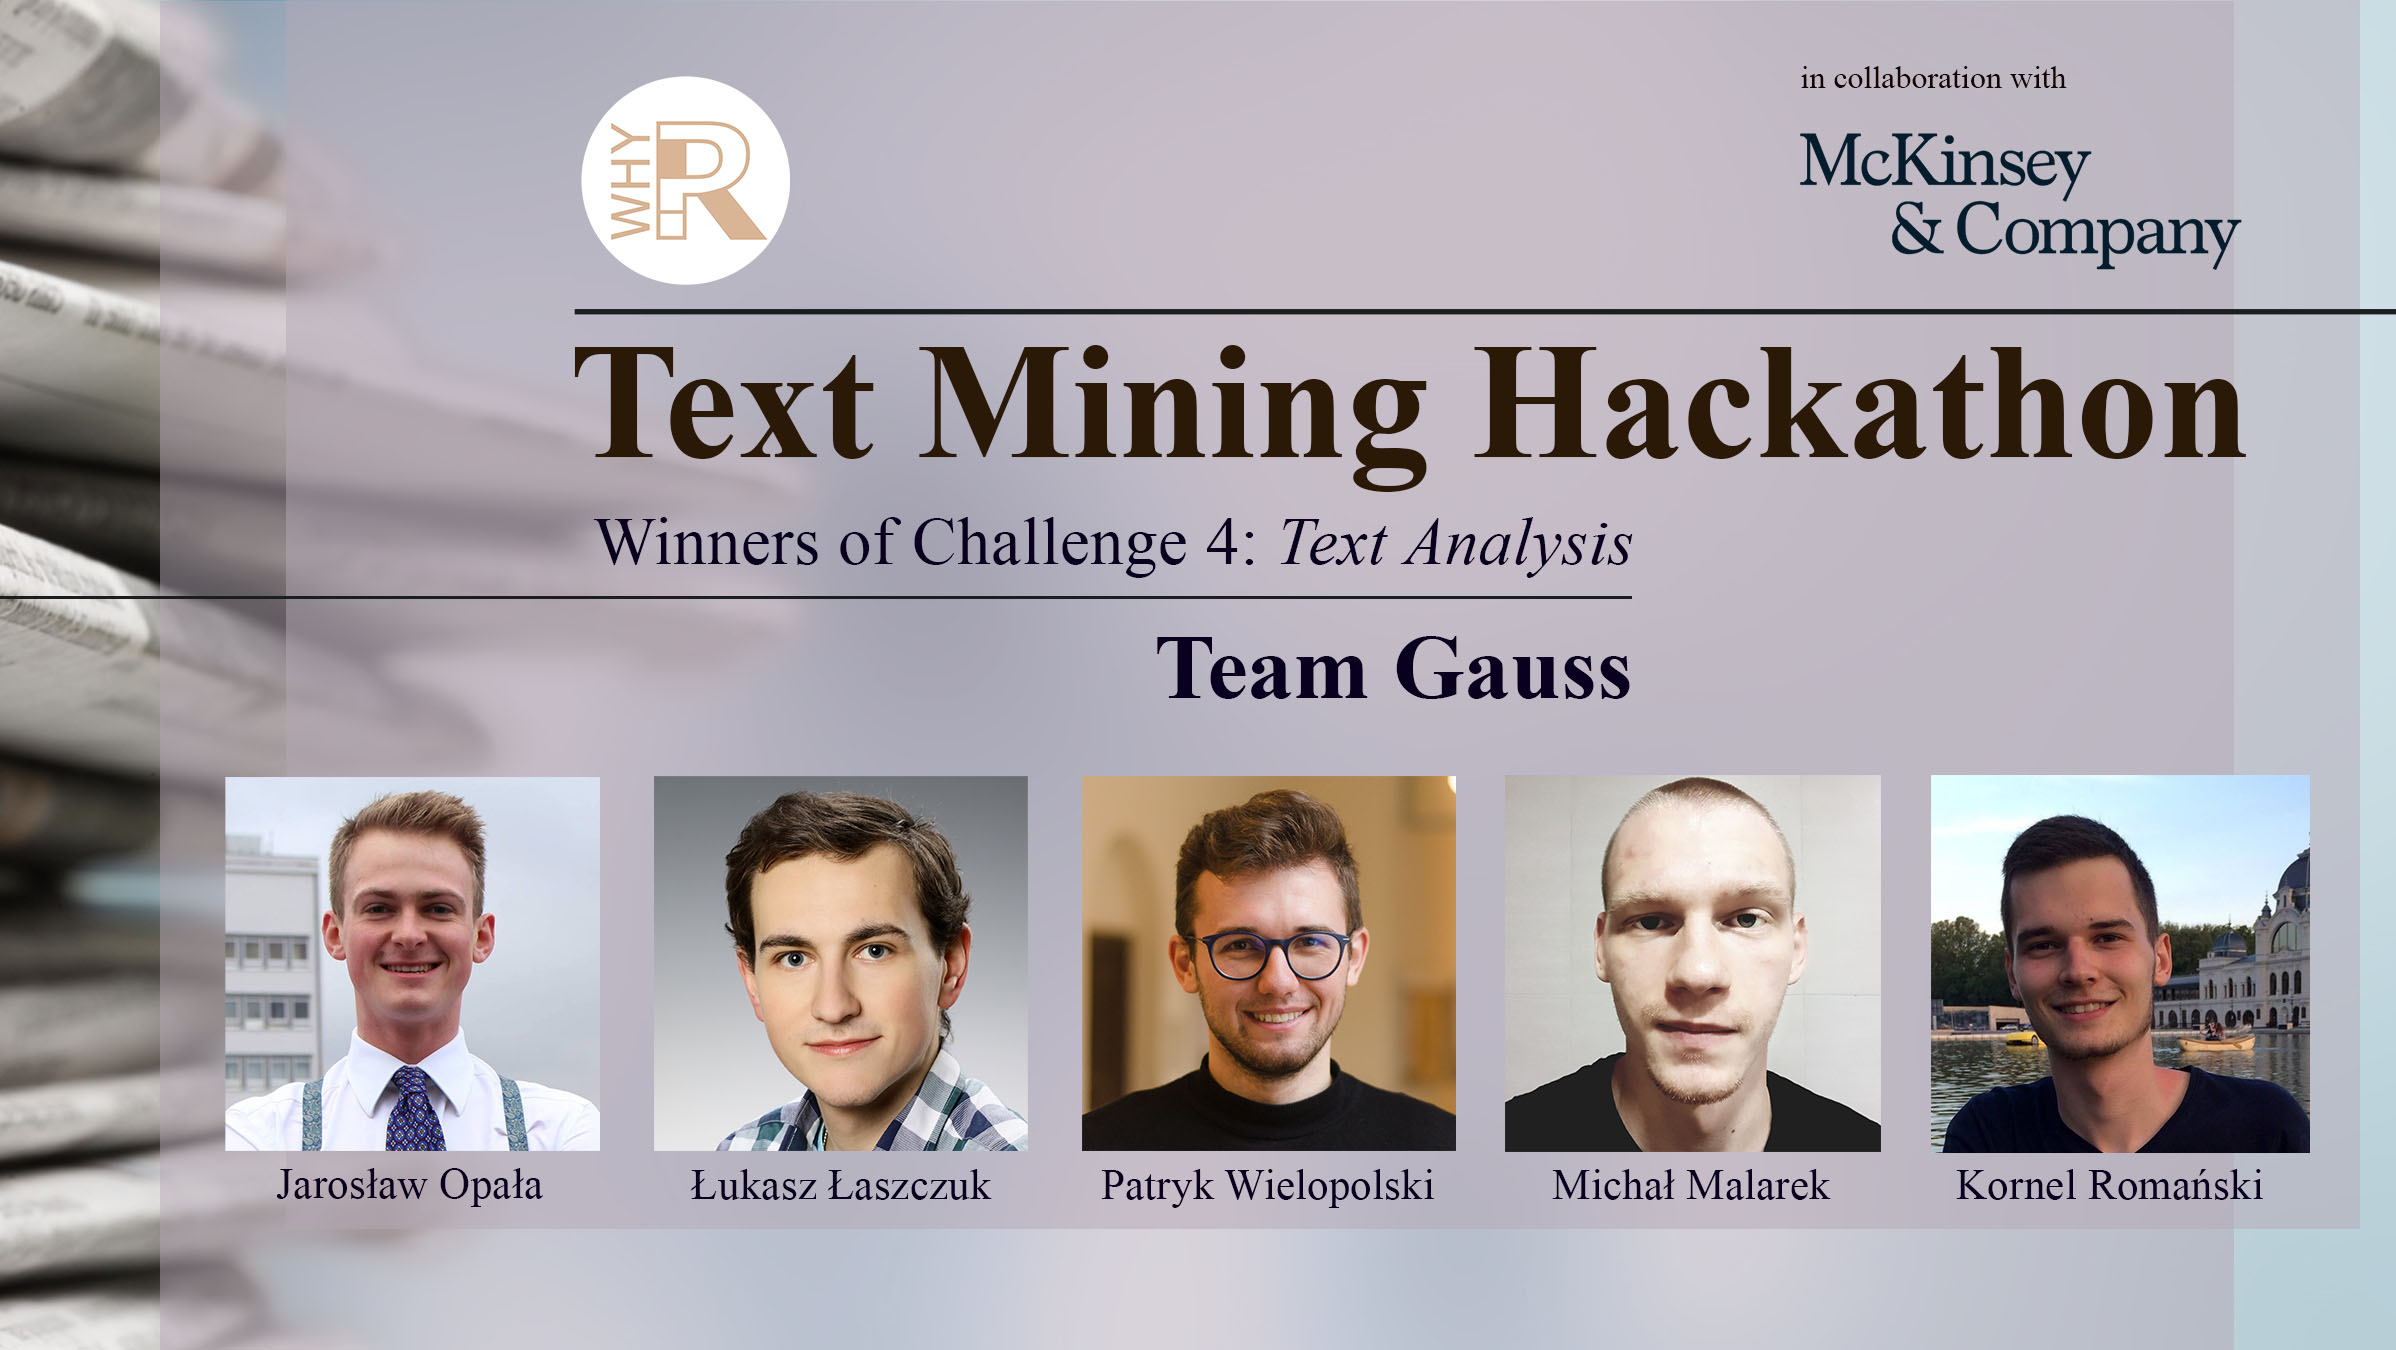 WHY R
in collaboration with
McKinsey
& Company
Text Mining Hackathon
Winners of Challenge 4: Text Analysis
Team Gauss
Jarosław Opała
Łukasz Łaszczuk
Patryk Wielopolski
Michał Malarek
Kornel Romański